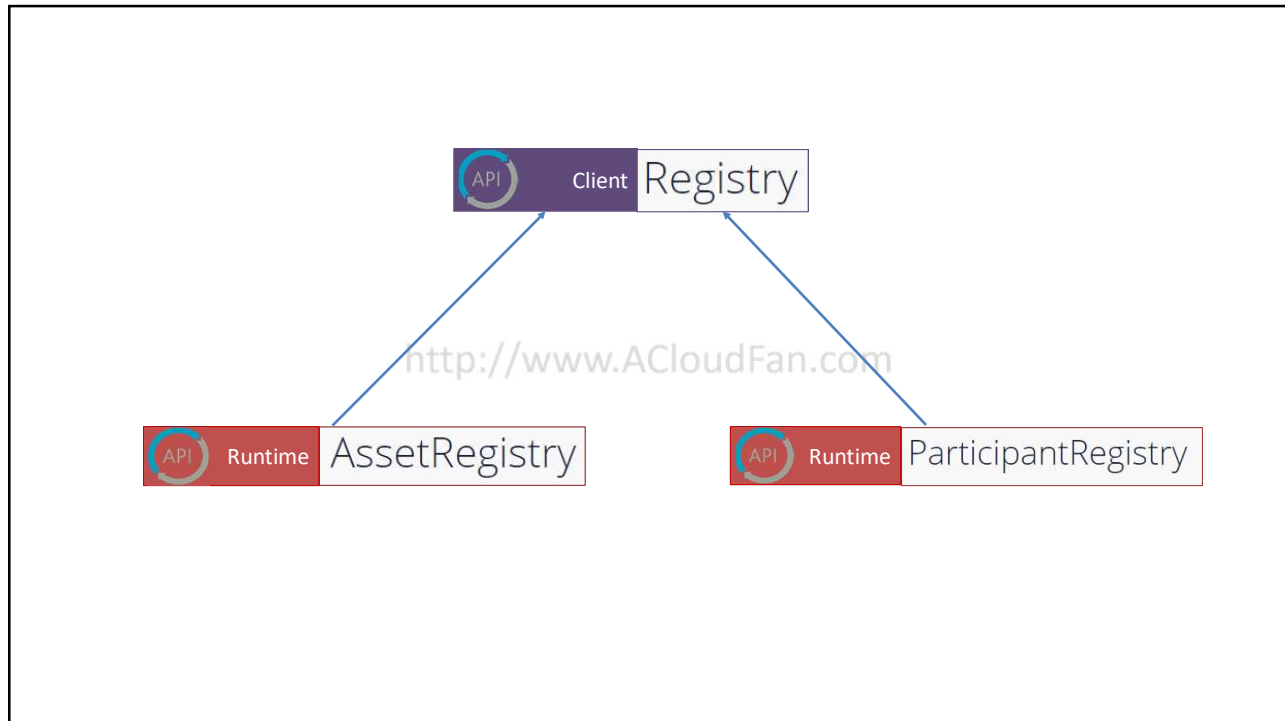 API Client Registry
http://www.ACloudFan.com
API Runtime AssetRegistry
API Runtime ParticipantRegistry